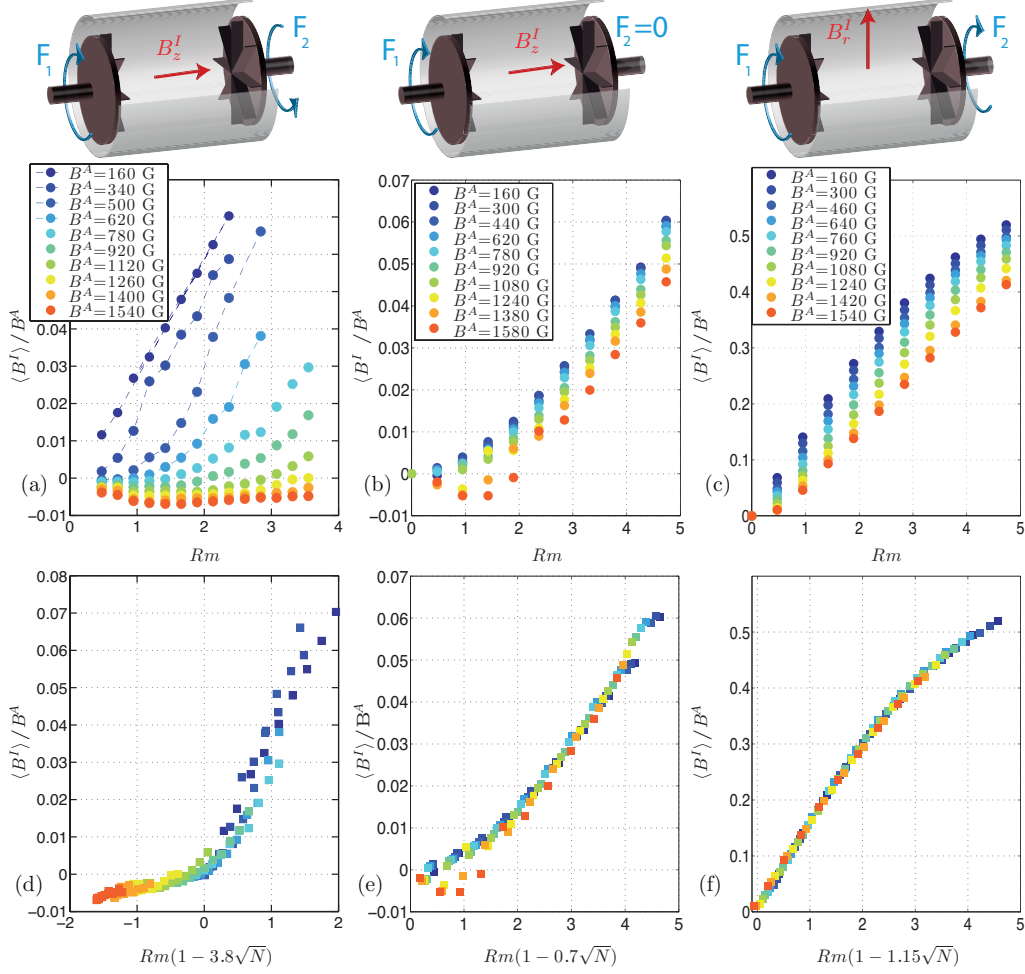 F₁ B_z^I F₂
F₁ B_z^I F₂=0
F₁ B_r^I F₂
B^A=160 G
B^A=340 G
B^A=500 G
B^A=620 G
B^A=780 G
B^A=920 G
B^A=1120 G
B^A=1260 G
B^A=1400 G
B^A=1540 G
0.04
0.03
0.02
0.01
0
−0.01
0 1 2 3 4
⟨B^I⟩/B^A
Rm
(a)
0.07
0.06
0.05
0.04
0.03
0.02
0.01
0
−0.01
B^A=160 G
B^A=300 G
B^A=440 G
B^A=620 G
B^A=780 G
B^A=920 G
B^A=1080 G
B^A=1240 G
B^A=1380 G
B^A=1580 G
0 1 2 3 4 5
⟨B^I⟩/B^A
Rm
(b)
B^A=160 G
B^A=300 G
B^A=460 G
B^A=640 G
B^A=760 G
B^A=920 G
B^A=1080 G
B^A=1240 G
B^A=1420 G
B^A=1540 G
0.5
0.4
0.3
0.2
0.1
0
0 1 2 3 4 5
⟨B^I⟩/B^A
Rm
(c)
0.08
0.07
0.06
0.05
0.04
0.03
0.02
0.01
0
−0.01
−2 −1 0 1 2
⟨B^I⟩/B^A
Rm(1 − 3.8√N)
(d)
0.07
0.06
0.05
0.04
0.03
0.02
0.01
0
−0.01
0 1 2 3 4 5
⟨B^I⟩/B^A
Rm(1 − 0.7√N)
(e)
0.5
0.4
0.3
0.2
0.1
0
0 1 2 3 4 5
⟨B^I⟩/B^A
Rm(1 − 1.15√N)
(f)